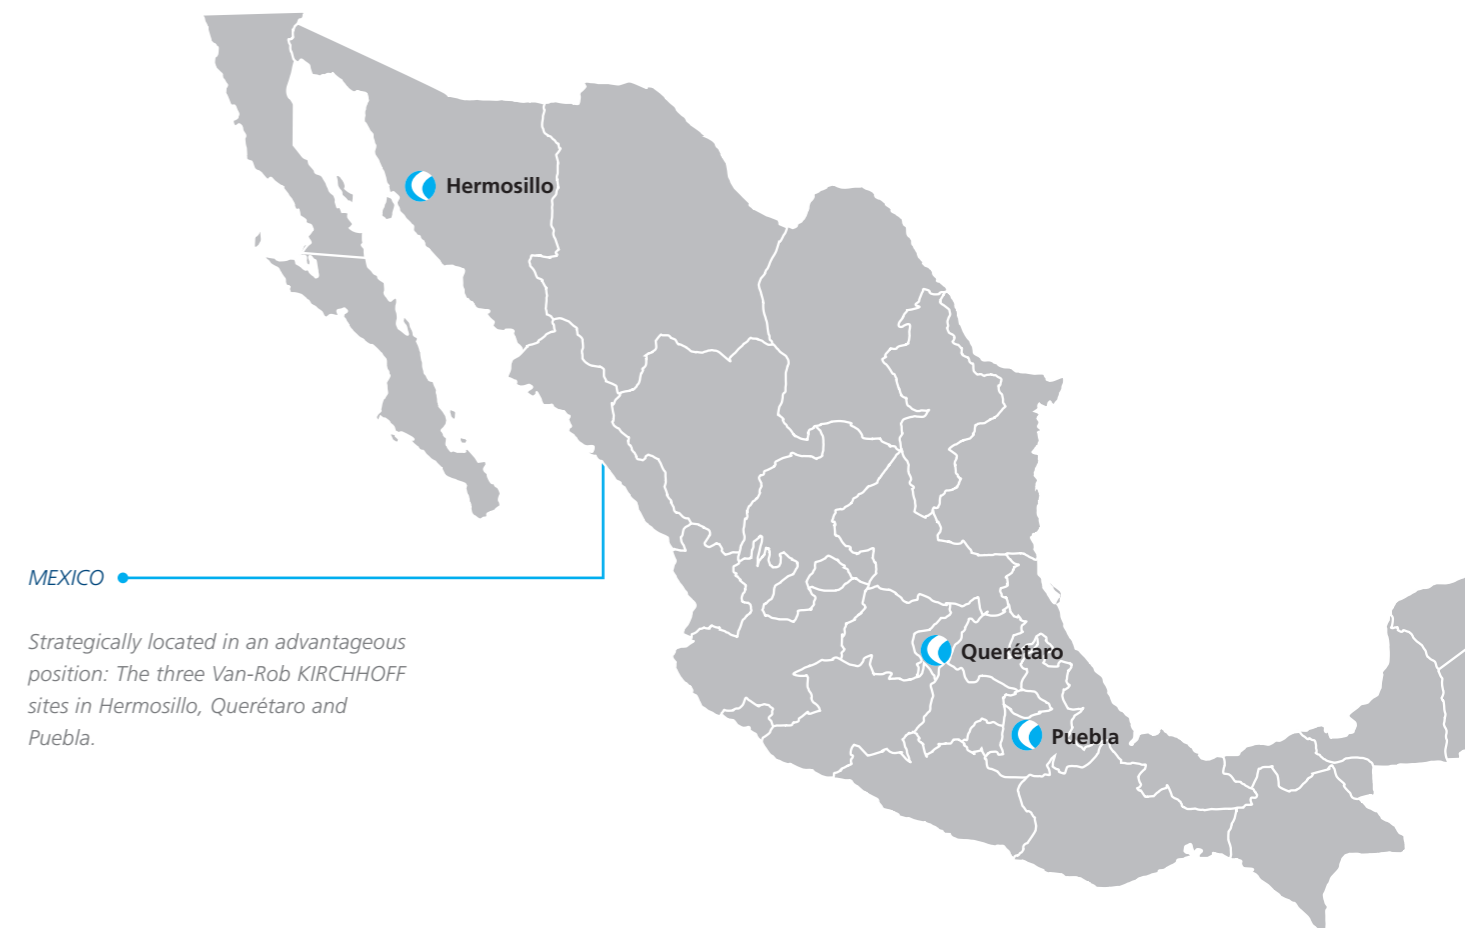 Hermosillo
MEXICO
Strategically located in an advantageous
position: The three Van-Rob KIRCHHOFF
sites in Hermosillo, Querétaro and
Puebla.
Querétaro
Puebla